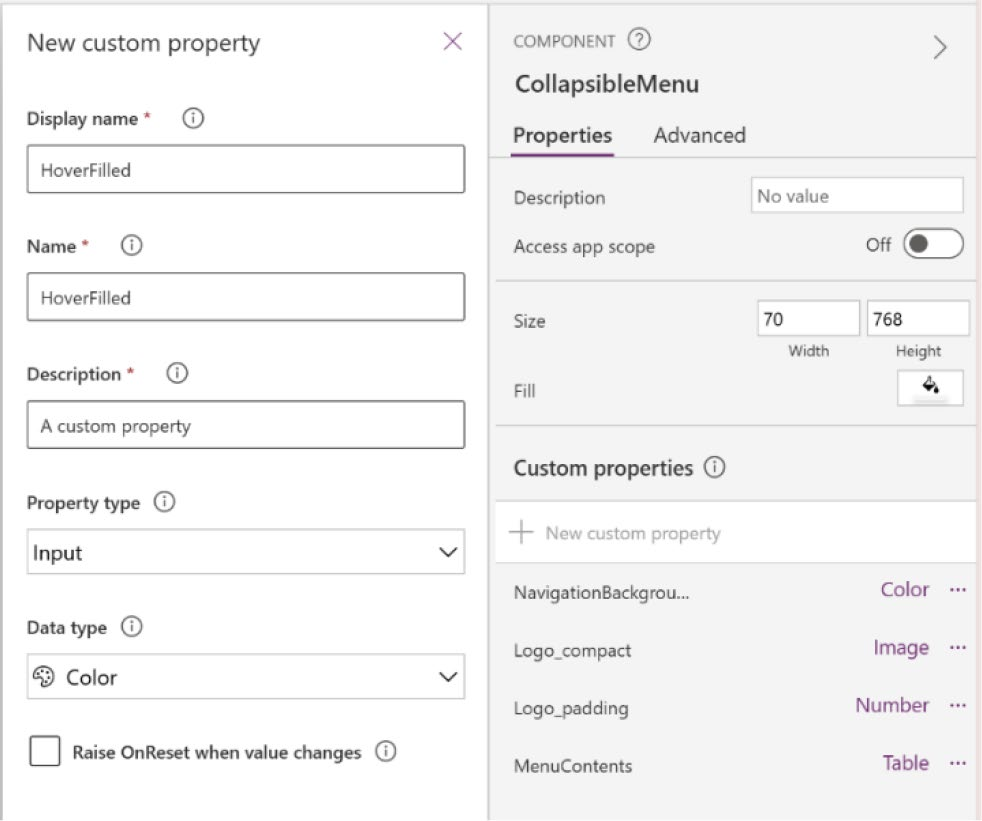 New custom property
Display name *
HoverFilled
Name *
HoverFilled
Description *
A custom property
Property type
Input
Data type
Color
Raise OnReset when value changes
COMPONENT
CollapsibleMenu
Properties Advanced
Description No value
Access app scope Off
Size 70 768
Width Height
Fill
Custom properties
New custom property
NavigationBackgrou... Color ...
Logo_compact Image ...
Logo_padding Number ...
MenuContents Table ...